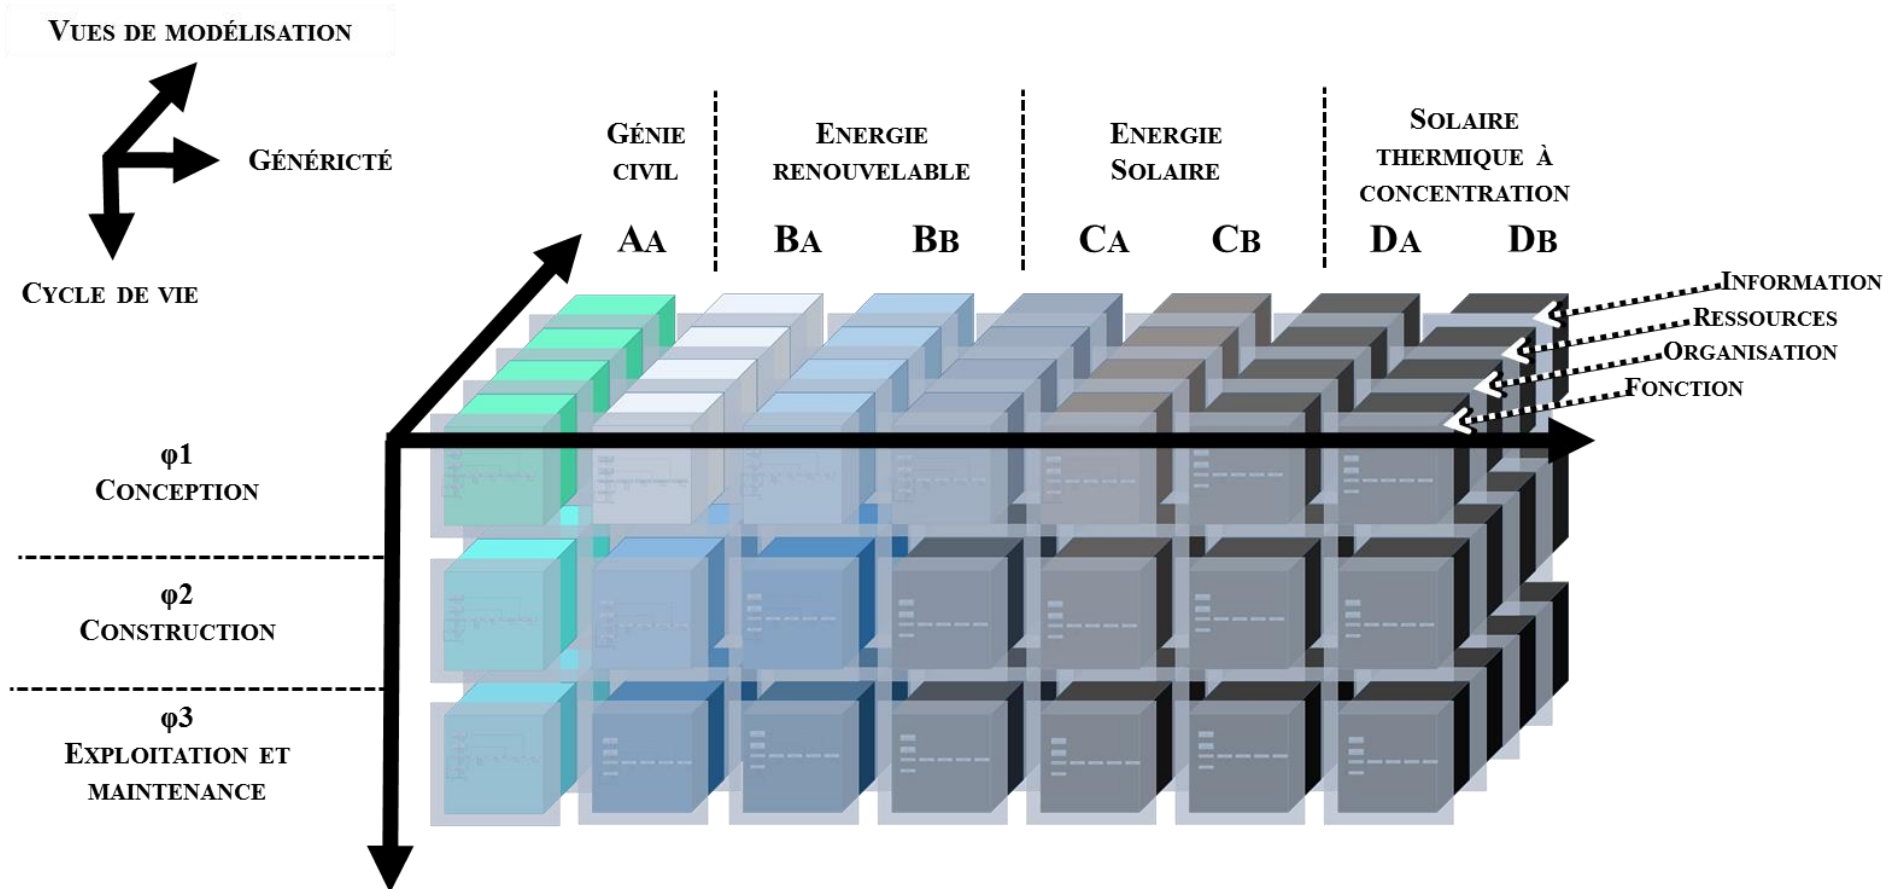 VUES DE MODÉLISATION
GÉNÉRICTÉ
CYCLE DE VIE
GÉNIE
CIVIL
ENERGIE
RENOUVELABLE
ENERGIE
SOLAIRE
SOLAIRE
THERMIQUE À
CONCENTRATION
AA
BA
BB
CA
CB
DA
DB
INFORMATION
RESSOURCES
ORGANISATION
FONCTION
φ1
CONCEPTION
φ2
CONSTRUCTION
φ3
EXPLOITATION ET
MAINTENANCE